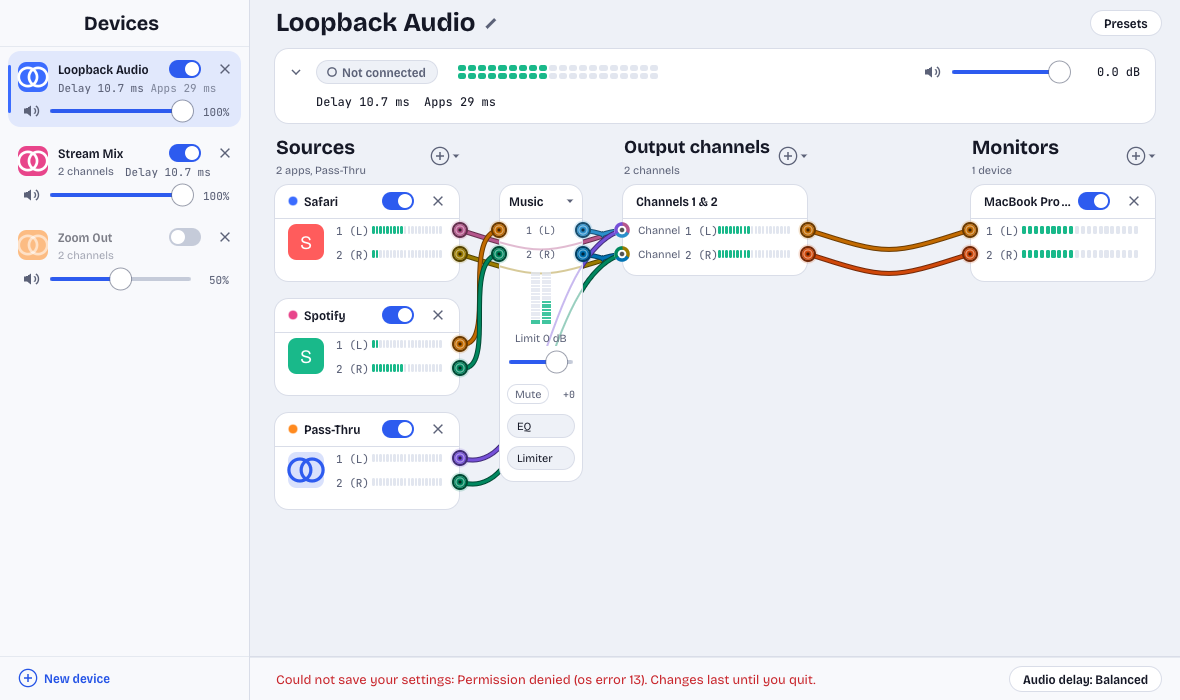 Devices
Loopback Audio
Delay 10.7 ms Apps 29 ms
100%
Stream Mix
2 channels Delay 10.7 ms
100%
Zoom Out
2 channels
50%
New device
Loopback Audio
Presets
Not connected
0.0 dB
Delay 10.7 ms Apps 29 ms
Sources
2 apps, Pass-Thru
Safari
S
1 (L)
2 (R)
Spotify
S
1 (L)
2 (R)
Pass-Thru
1 (L)
2 (R)
Music
1 (L)
2 (R)
Limit 0 dB
Mute +0
EQ
Limiter
Output channels
2 channels
Channels 1 & 2
Channel 1 (L)
Channel 2 (R)
Monitors
1 device
MacBook Pro...
1 (L)
2 (R)
Could not save your settings: Permission denied (os error 13). Changes last until you quit.
Audio delay: Balanced